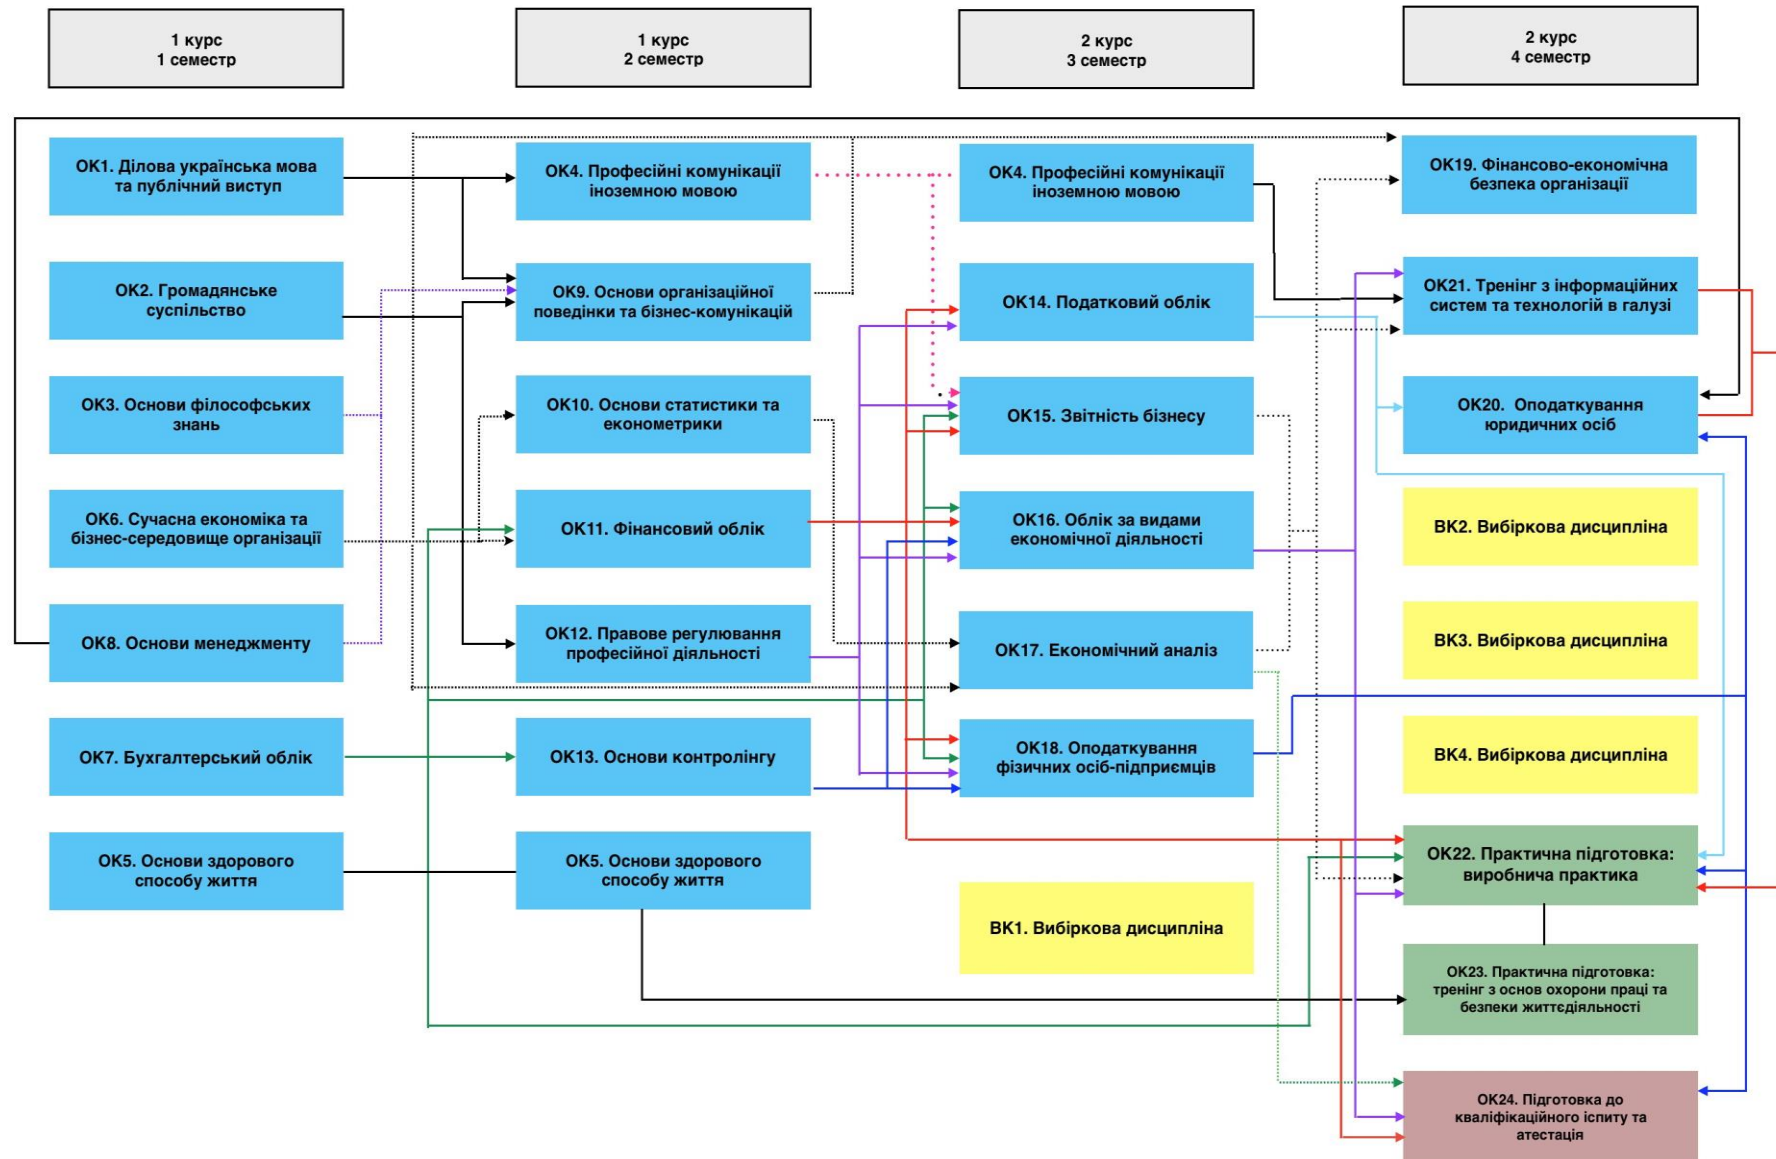 1 курс
1 семестр
1 курс
2 семестр
2 курс
3 семестр
2 курс
4 семестр
ОК1. Ділова українська мова
та публічний виступ
ОК4. Професійні комунікації
іноземною мовою
ОК4. Професійні комунікації
іноземною мовою
ОК19. Фінансово-економічна
безпека організації
ОК2. Громадянське
суспільство
ОК9. Основи організаційної
поведінки та бізнес-комунікацій
ОК14. Податковий облік
ОК21. Тренінг з інформаційних
систем та технологій в галузі
ОК3. Основи філософських
знань
ОК10. Основи статистики та
економетрики
ОК15. Звітність бізнесу
ОК20. Оподаткування
юридичних осіб
ОК6. Сучасна економіка та
бізнес-середовище організації
ОК11. Фінансовий облік
ОК16. Облік за видами
економічної діяльності
ВК2. Вибіркова дисципліна
ОК8. Основи менеджменту
ОК12. Правове регулювання
професійної діяльності
ОК17. Економічний аналіз
ВК3. Вибіркова дисципліна
ОК7. Бухгалтерський облік
ОК13. Основи контролінгу
ОК18. Оподаткування
фізичних осіб-підприємців
ВК4. Вибіркова дисципліна
ОК5. Основи здорового
способу життя
ОК5. Основи здорового
способу життя
ВК1. Вибіркова дисципліна
ОК22. Практична підготовка:
виробнича практика
ОК23. Практична підготовка:
тренінг з основ охорони праці та
безпеки життєдіяльності
ОК24. Підготовка до
кваліфікаційного іспиту та
атестація